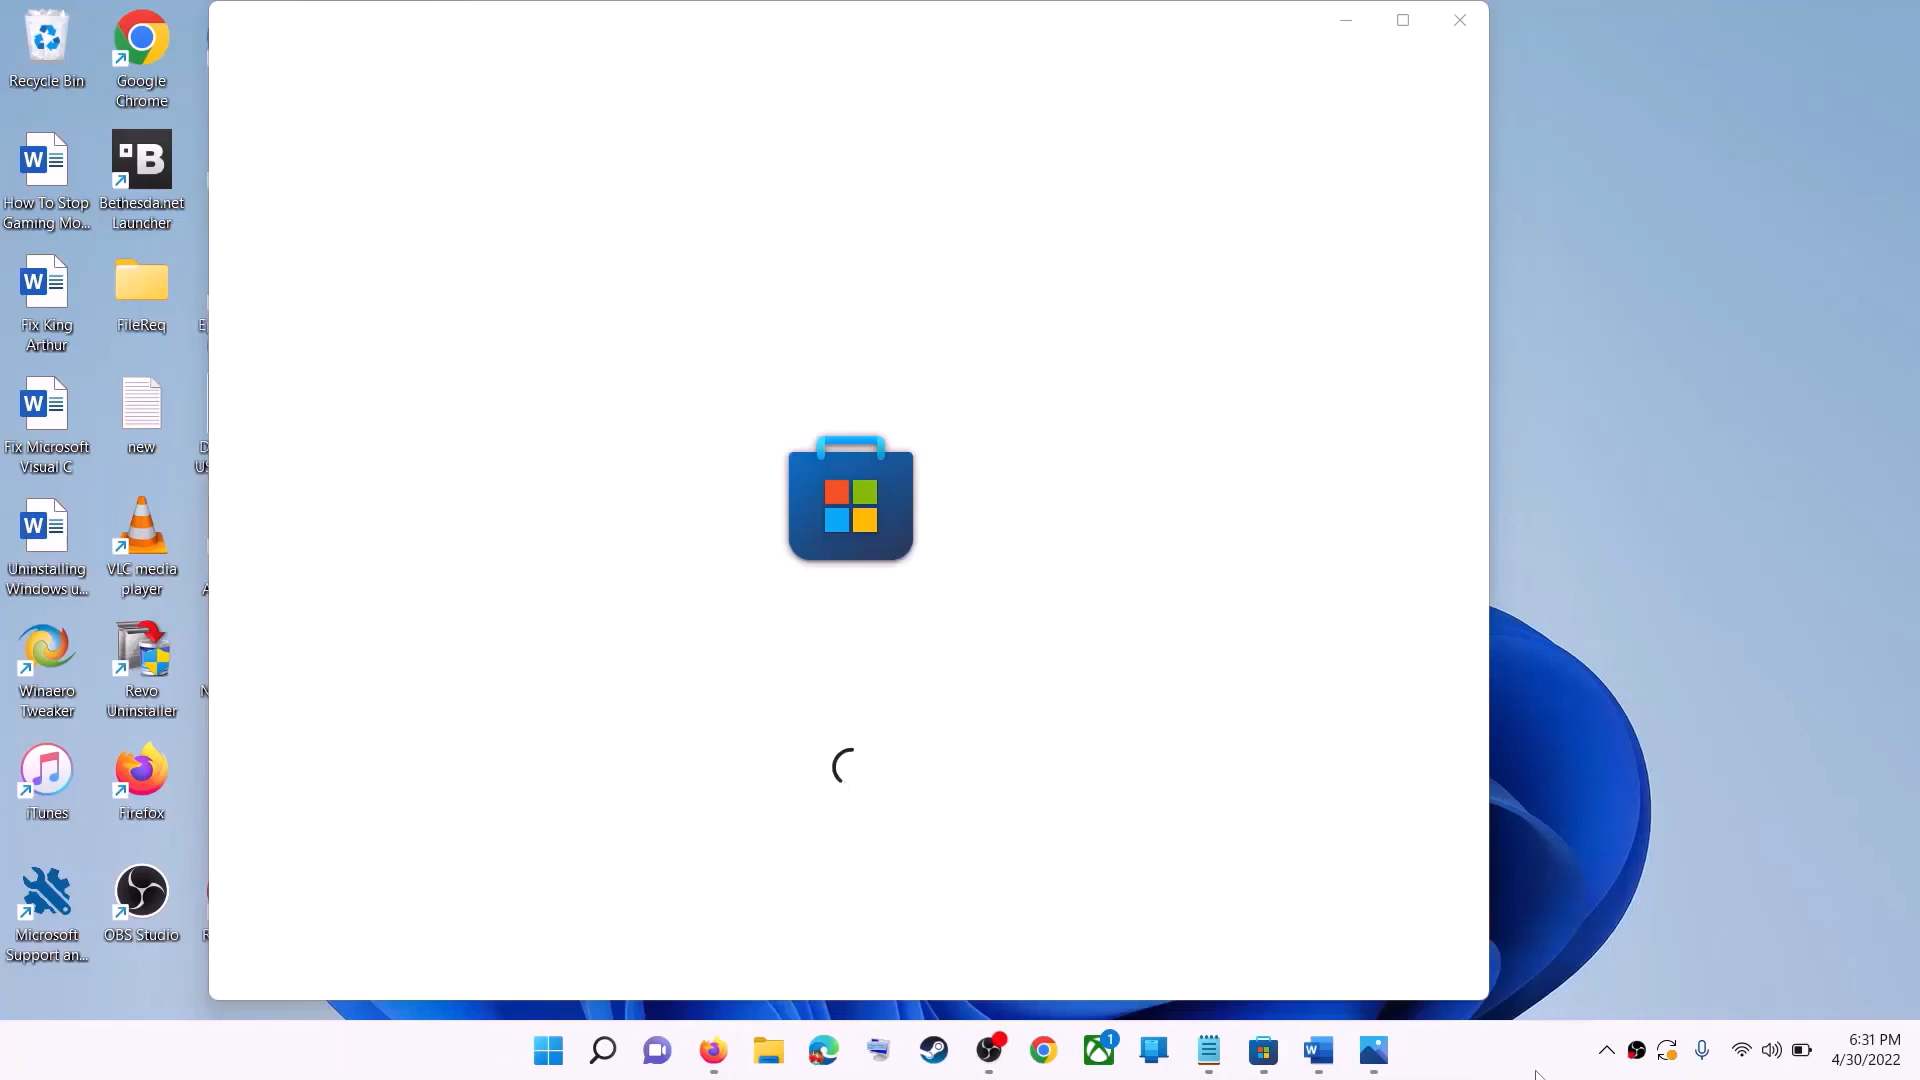 Recycle Bin
Google
Chrome
How To Stop
Gaming Mo...
Bethesda.net
Launcher
Fix King
Arthur
FileReq
Fix Microsoft
Visual C
new
Uninstalling
Windows u...
VLC media
player
Winaero
Tweaker
Revo
Uninstaller
iTunes
Firefox
Microsoft
Support an...
OBS Studio
1
6:31 PM
4/30/2022